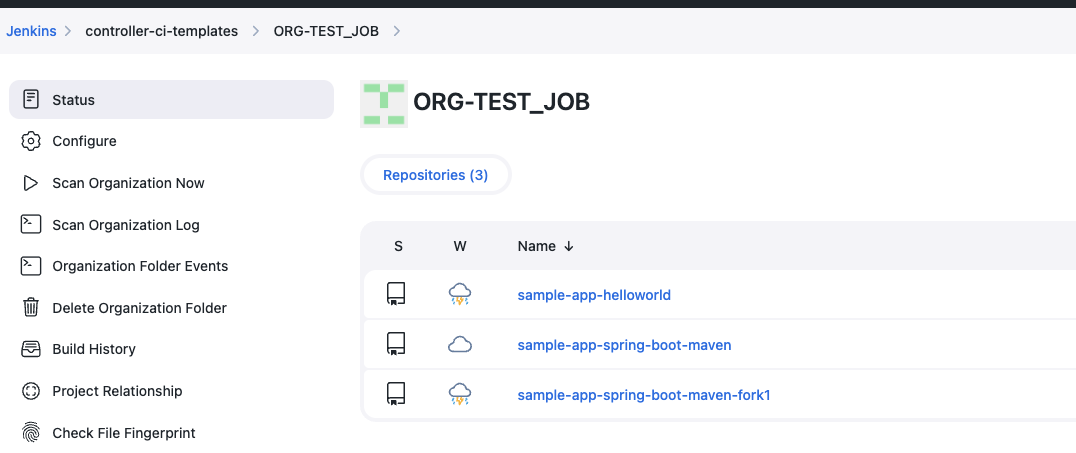 Jenkins > controller-ci-templates > ORG-TEST_JOB >
Status
Configure
Scan Organization Now
Scan Organization Log
Organization Folder Events
Delete Organization Folder
Build History
Project Relationship
Check File Fingerprint
ORG-TEST_JOB
Repositories (3)
S W Name ↓
sample-app-helloworld
sample-app-spring-boot-maven
sample-app-spring-boot-maven-fork1